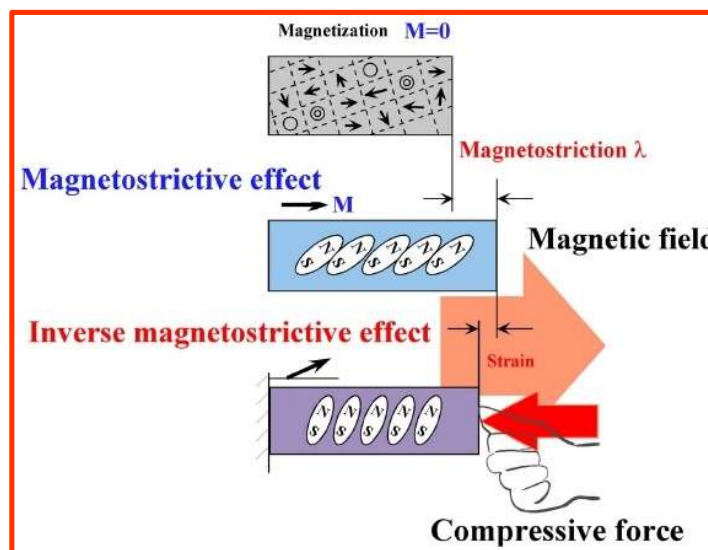 Magnetization M=0
Magnetostriction λ
Magnetostrictive effect
M
N N N N N
S S S S S
Magnetic field
Inverse magnetostrictive effect
Strain
N N N N N
S S S S S
Compressive force